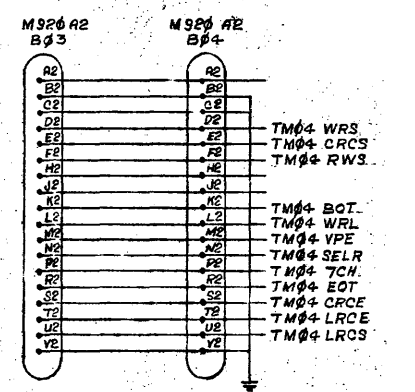 M920 A2 M920 A2
BØ3 BØ4
A2 A2
B2 B2
C2 C2
D2 D2 TMØ4 WRS
E2 E2 TMØ4 CRCS
F2 F2 TMØ4 RWS
H2 H2
J2 J2
K2 K2 TMØ4 BOT
L2 L2 TMØ4 WRL
M2 M2 TMØ4 VPE
N2 N2 TMØ4 SELR
P2 P2 TMØ4 7CH
R2 R2 TMØ4 EOT
S2 S2 TMØ4 CRCE
T2 T2 TMØ4 LRCE
U2 U2 TMØ4 LRCS
V2 V2